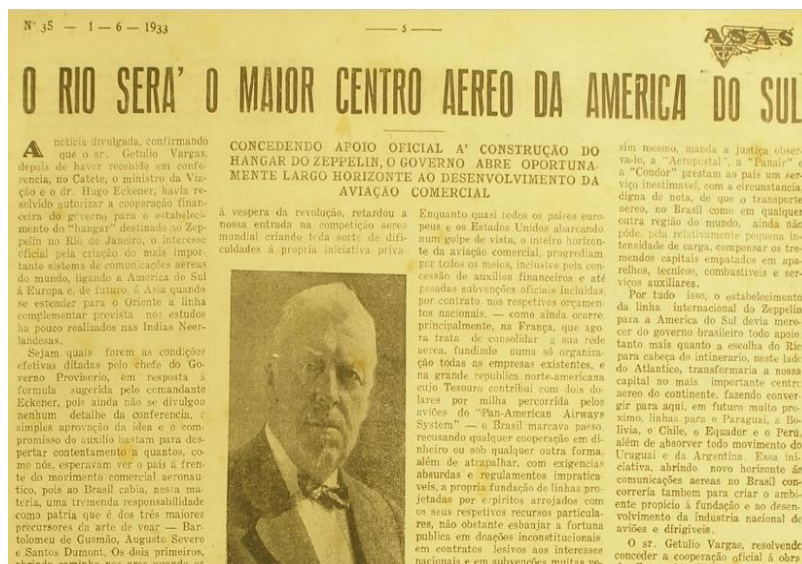 N° 35 — 1 — 6 — 1933
— 5 —
ASAS
O RIO SERA' O MAIOR CENTRO AEREO DA AMERICA DO SUL
A noticia divulgada, confirmando
que o sr. Getulio Vargas,
depois de haver recebido em confe-
rencia, no Catete, o ministro da Via-
ção e o dr. Hugo Eckener, havia re-
solvido autorizar a cooperação finan-
ceira do governo para o estabeleci-
mento do "hangar" destinado ao Zep-
pelin no Rio de Janeiro, o interesse
oficial pela criação do mais impor-
tante sistema de comunicações aereas
do mundo, ligando a America do Sul
á Europa e, de futuro, á Asia quando
se estender para o Oriente a linha
complementar prevista nos estudos
ha pouco realizados nas Indias Neer-
landesas.
Sejam quais forem as condições
efetivas ditadas pelo chefe do Go-
verno Provisorio, em resposta á
formula sugerida pelo comandante
Eckener, pois ainda não se divulgou
nenhum detalhe da conferencia, a
simples aprovação da idea e o com-
promisso do auxilio bastam para des-
pertar contentamento a quantos, co-
mo nós, esperavam ver o país á fren-
te do movimento comercial aeronau-
tico, pois ao Brasil cabia, nessa ma-
teria, uma tremenda responsabilidade
como patria que é dos três maiores
precursores da arte de voar — Bar-
tolomeu de Gusmão, Augusto Severo
e Santos Dumont. Os dois primeiros,
CONCEDENDO APOIO OFICIAL A' CONSTRUÇÃO DO
HANGAR DO ZEPPELIN, O GOVERNO ABRE OPORTUNA-
MENTE LARGO HORIZONTE AO DESENVOLVIMENTO DA
AVIAÇÃO COMERCIAL
á vespera da revolução, retardou a
nossa entrada na competição aerea
mundial criando toda sorte de difi-
culdades á propria iniciativa priva-
Enquanto quasi todos os países euro-
peus e os Estados Unidos abarcando
num golpe de vista, o inteiro horizon-
te da aviação comercial, progrediam
por todos os meios, inclusive pela con-
cessão de auxilios financeiros e até
pesadas subvenções oficiais incluidas,
por contrato, nos respetivos orçamen-
tos nacionais, — como ainda ocorre
principalmente, na França, que ago
ra trata de consolidar a sua rêde
aerea, fundindo numa só organiza-
ção todas as empresas existentes, e
na grande republica norte-americana
cujo Tesouro contribui com dois do-
lares por milha percorrida pelos
aviões do "Pan-American Airways
System" — o Brasil marcava passo,
recusando qualquer cooperação em di-
nheiro ou sob qualquer outra forma,
além de atrapalhar, com exigencias
absurdas e regulamentos impratica-
veis, a propria fundação de linhas pro-
jetadas por espiritos arrojados com
os seus respetivos recursos particula-
res, não obstante esbanjar a fortuna
publica em doações inconstitucionais
em contratos lesivos aos interesses
nacionais e em subvenções muitas ve-
sim mesmo, manda a justiça obser-
va-lo, a "Aeropostal", a "Panair" e
a "Condor" prestam ao país um ser-
viço inestimavel, com a circunstancia,
digna de nota, de que o transporte
aereo, no Brasil como em qualquer
outra região do mundo, ainda não
póde, pela relativamente pequena in-
tensidade de carga, compensar os tre-
mendos capitais empatados em apa-
relhos, tecnicos, combustiveis e ser-
viços auxiliares.
Por tudo isso, o estabelecimento
da linha internacional do Zeppelin
para a America do Sul devia mere-
cer do governo brasileiro todo apoio,
tanto mais quanto a escolha do Rio
para cabeça do intinerario, neste lado
do Atlantico, transformaria a nossa
capital no mais importante centro
aereo do continente, fazendo conver-
gir para aqui, em futuro muito pro-
ximo, linhas para o Paraguai, a Bo-
livia, o Chile, o Equador e o Perú,
além de absorver todo movimento do
Uruguai e da Argentina. Essa ini-
ciativa, abrindo novo horizonte ás
comunicações aereas no Brasil con-
correria tambem para criar o ambi-
ente propicio á fundação e ao desen-
volvimento da industria nacional de
aviões e dirigiveis.
O sr. Getulio Vargas, resolvendo
conceder a cooperação oficial á obra